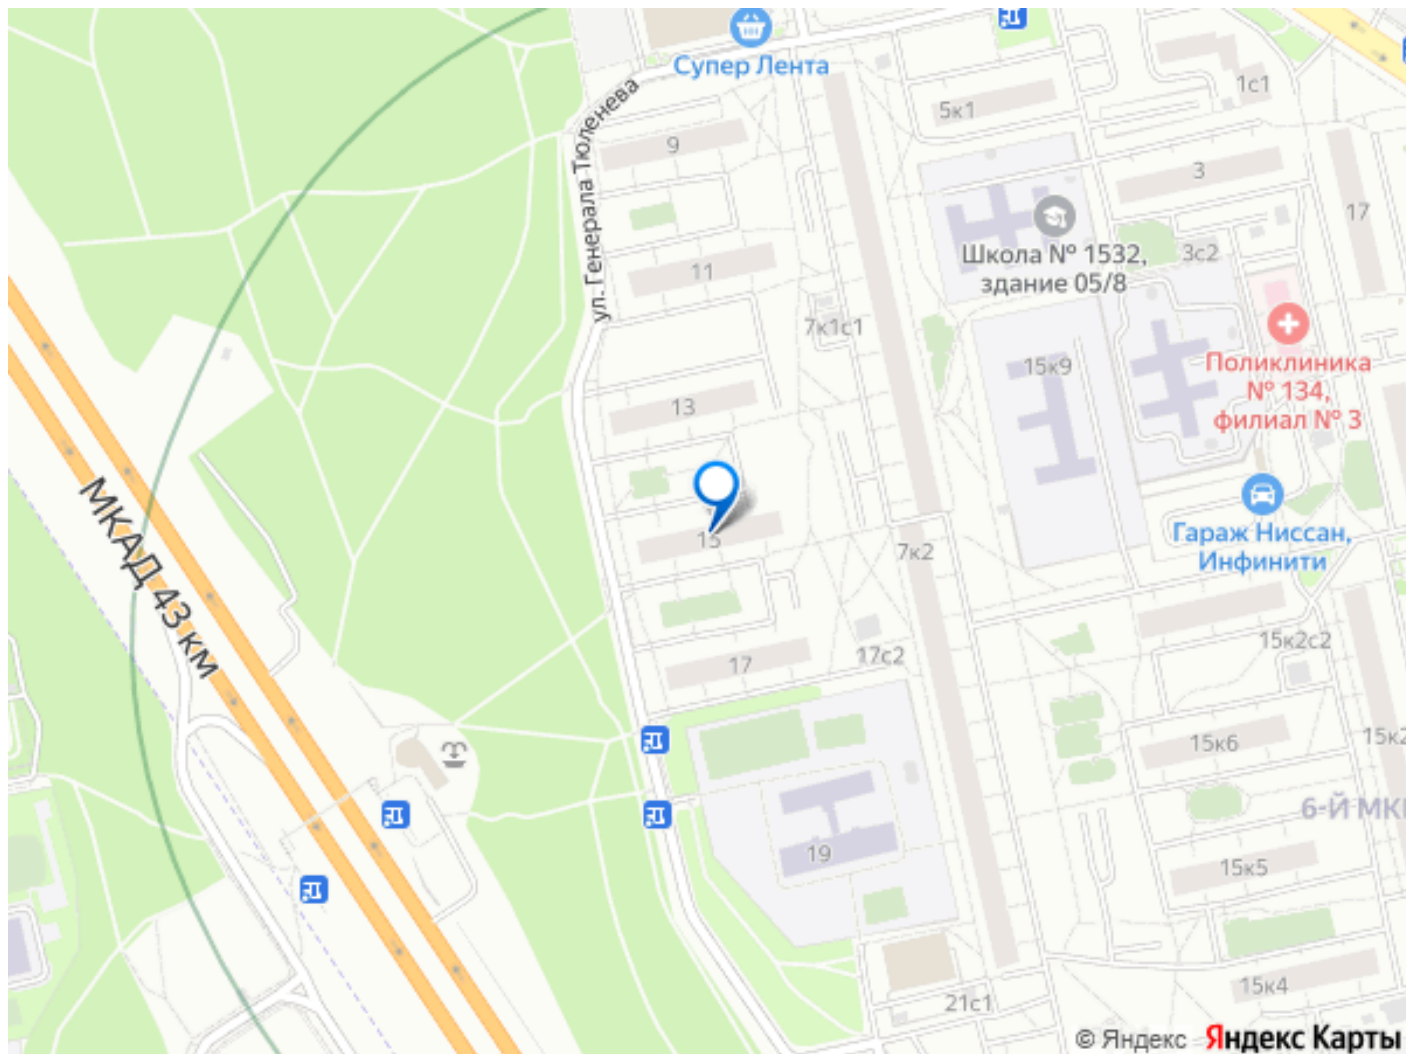 Супер Лента
ул. Генерала Тюленева
1с1
5к1
9
3
17
Школа № 1532,
здание 05/8
3с2
11
7к1с1
15к9
Поликлиника
№ 134,
филиал № 3
13
МКАД 43 км
15
7к2
Гараж Ниссан,
Инфинити
17
17с2
15к2с2
15к6
15к2
6-Й МК
19
15к5
21с1
15к4
© Яндекс Яндекс Карты